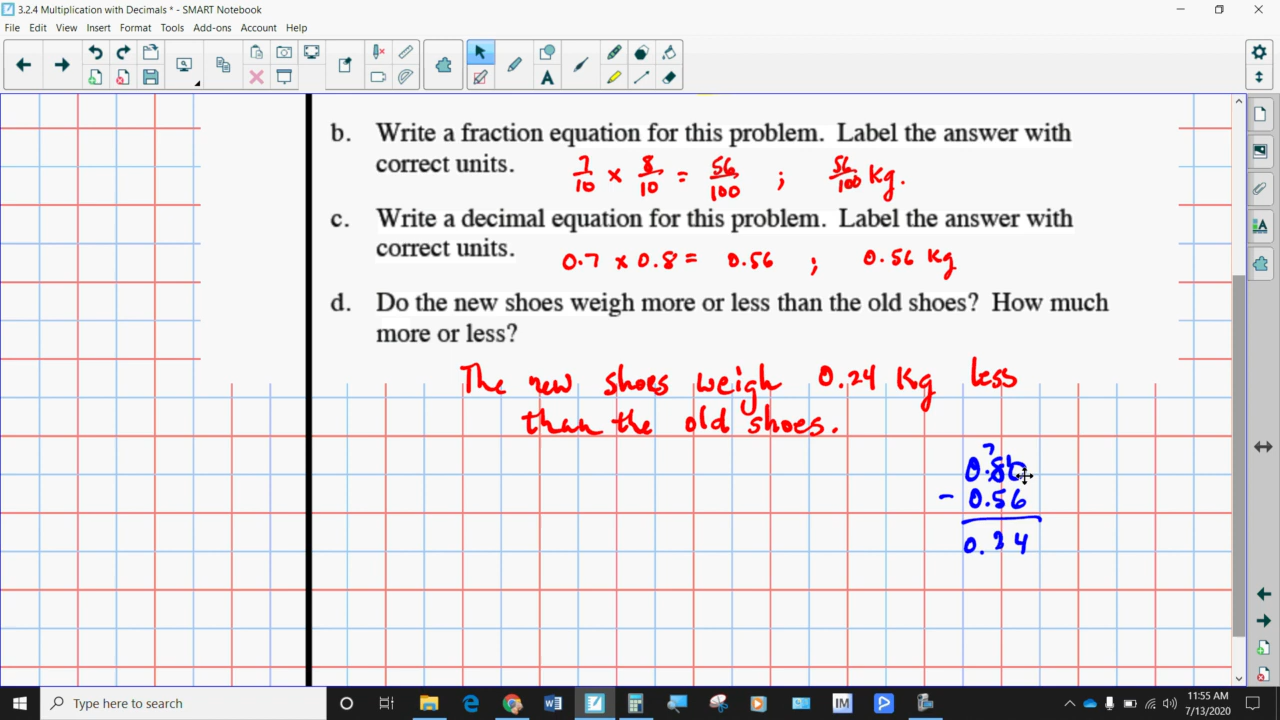 3.2.4 Multiplication with Decimals * - SMART Notebook
File Edit View Insert Format Tools Add-ons Account Help
b. Write a fraction equation for this problem. Label the answer with
correct units. 7/10 x 8/10 = 56/100 ; 56/100 Kg.
c. Write a decimal equation for this problem. Label the answer with
correct units. 0.7 x 0.8 = 0.56 ; 0.56 Kg
d. Do the new shoes weigh more or less than the old shoes? How much
more or less?
The new shoes weigh 0.24 Kg less
than the old shoes.
7
0.80
- 0.56
0.24
Type here to search
11:55 AM
7/13/2020